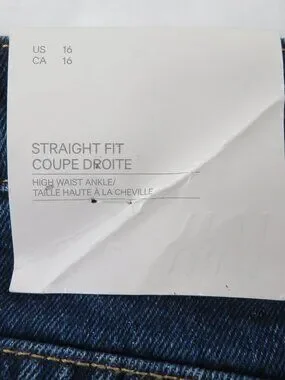 US 16
CA 16
STRAIGHT FIT
COUPE DROITE
HIGH WAIST ANKLE/
TAILLE HAUTE À LA CHEVILLE